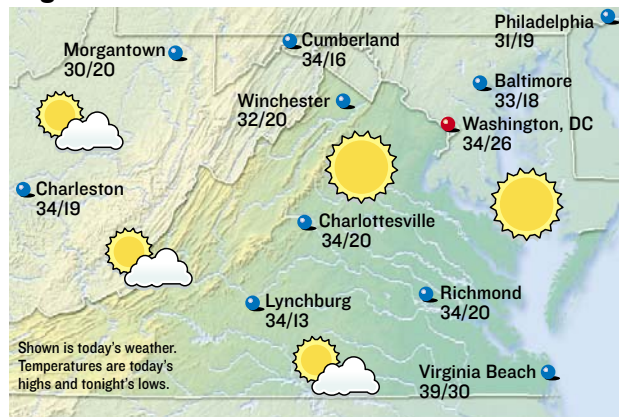 Philadelphia
31/19
Morgantown
30/20
Cumberland
34/16
Baltimore
33/18
Winchester
32/20
Washington, DC
34/26
Charleston
34/19
Charlottesville
34/20
Lynchburg
34/13
Richmond
34/20
Shown is today's weather.
Temperatures are today's
highs and tonight's lows.
Virginia Beach
39/30